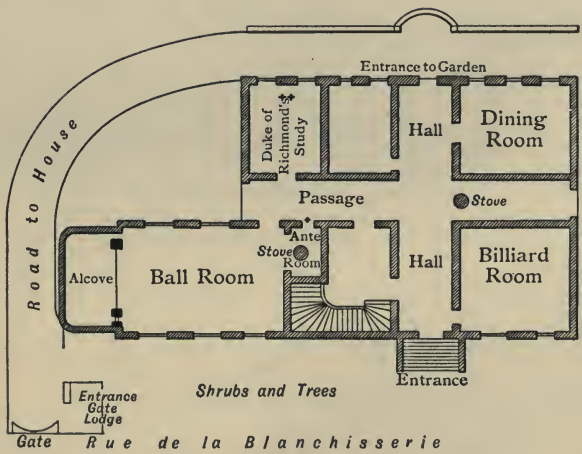 Entrance to Garden
Road to House
Duke of
Richmond's
Study
Hall
Dining
Room
Passage
Stove
Ante
Room
Stove
Alcove
Ball Room
Hall
Billiard
Room
Entrance
Shrubs and Trees
Entrance
Gate
Lodge
Gate
Rue de la Blanchisserie